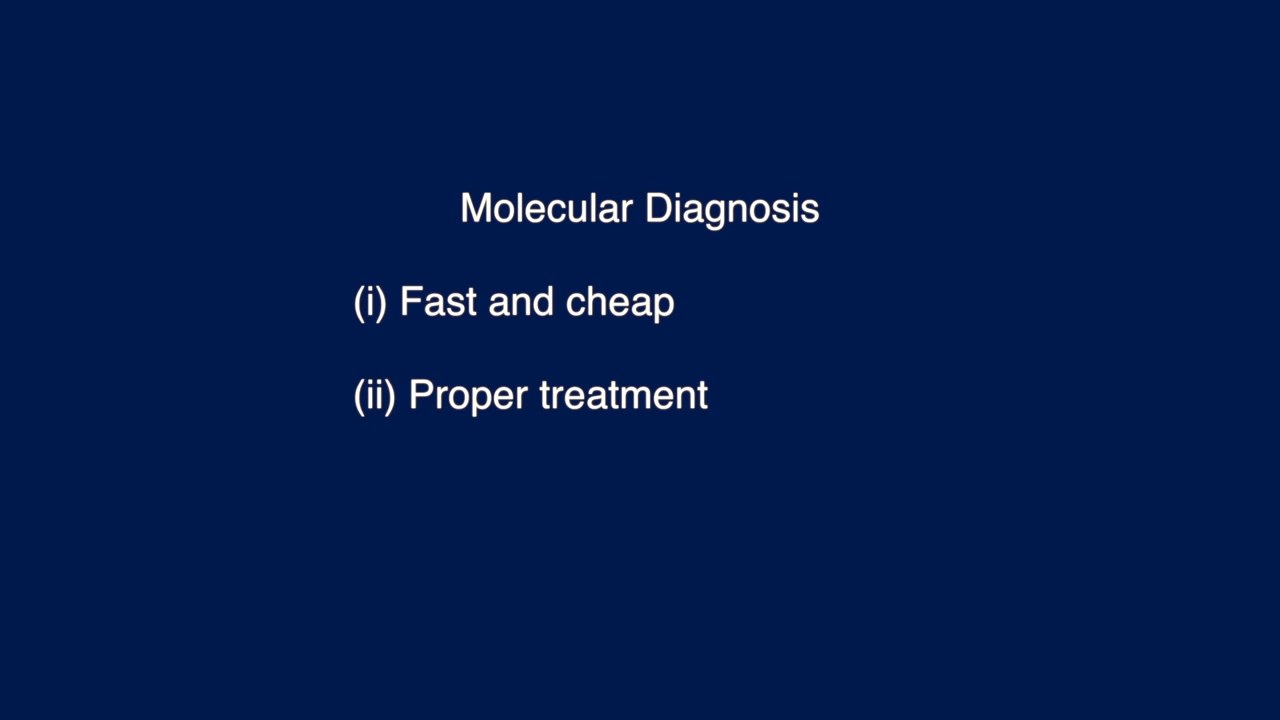 Molecular Diagnosis
(i) Fast and cheap
(ii) Proper treatment